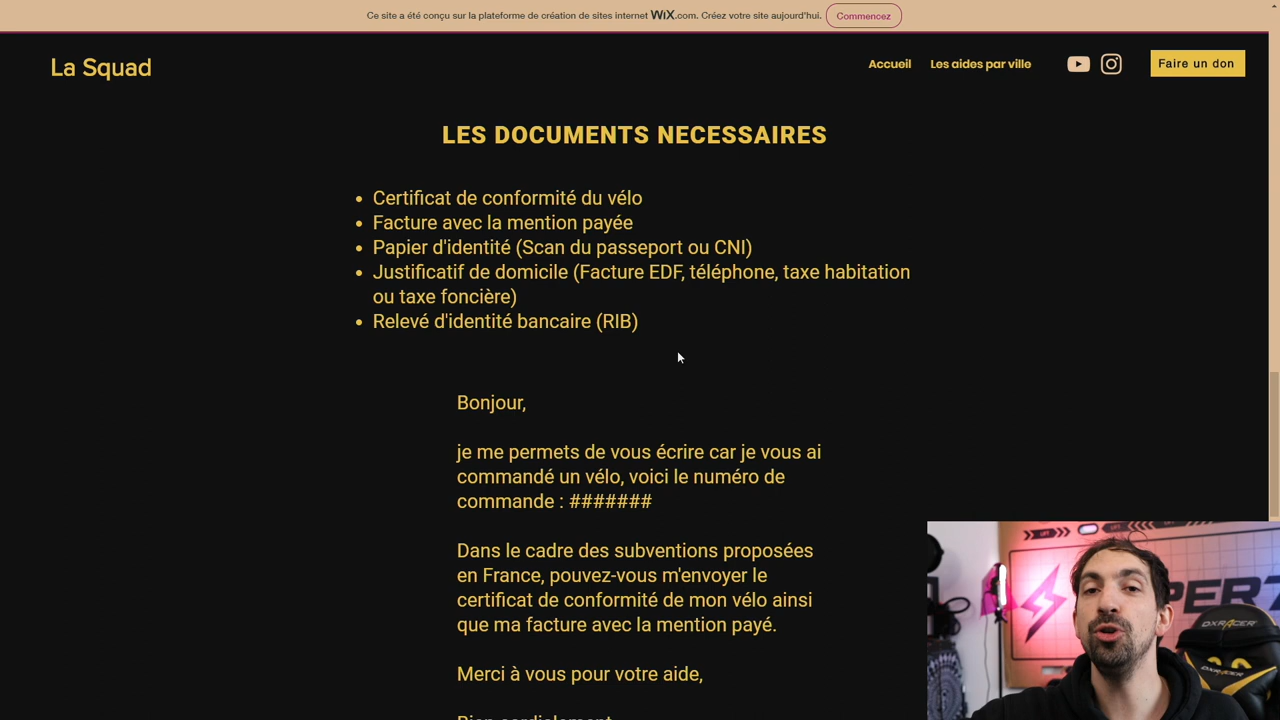 Ce site a été conçu sur la plateforme de création de sites internet WiX.com. Créez votre site aujourd'hui. Commencez
La Squad
Accueil Les aides par ville Faire un don
LES DOCUMENTS NECESSAIRES
• Certificat de conformité du vélo
• Facture avec la mention payée
• Papier d'identité (Scan du passeport ou CNI)
• Justificatif de domicile (Facture EDF, téléphone, taxe habitation
ou taxe foncière)
• Relevé d'identité bancaire (RIB)
Bonjour,
je me permets de vous écrire car je vous ai
commandé un vélo, voici le numéro de
commande : #######
Dans le cadre des subventions proposées
en France, pouvez-vous m'envoyer le
certificat de conformité de mon vélo ainsi
que ma facture avec la mention payé.
Merci à vous pour votre aide,
Bien cordialement
DXRACER
DXRACER